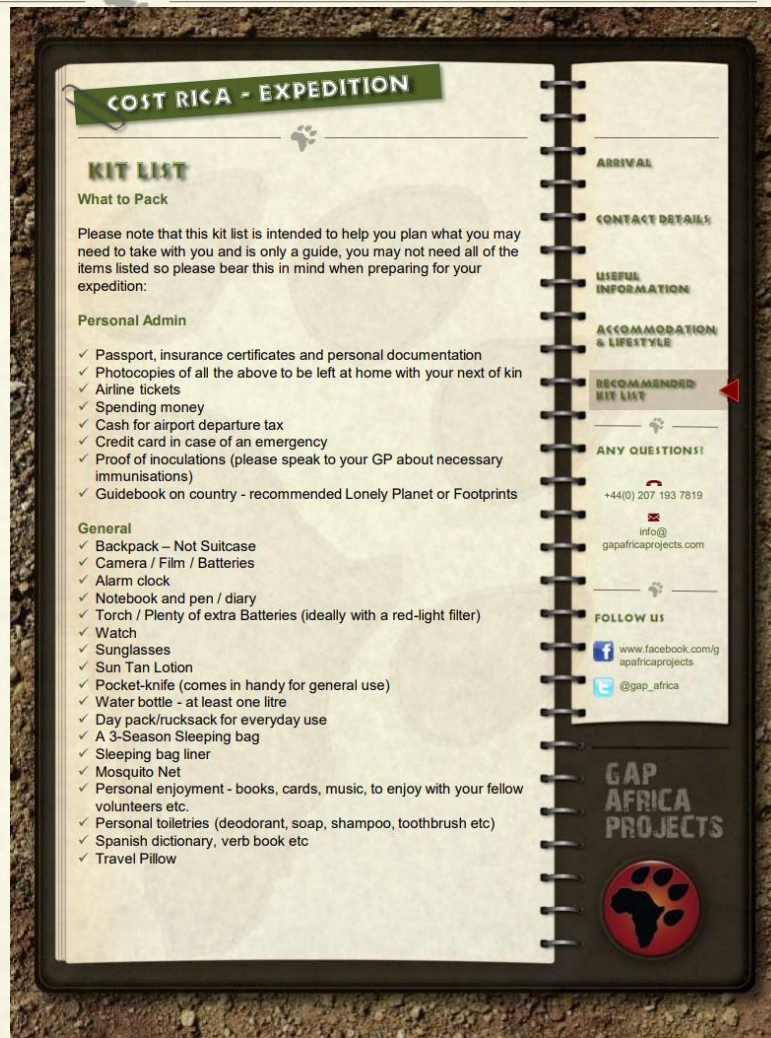 COST RICA - EXPEDITION
KIT LIST
What to Pack
Please note that this kit list is intended to help you plan what you may
need to take with you and is only a guide, you may not need all of the
items listed so please bear this in mind when preparing for your
expedition:
Personal Admin
✓ Passport, insurance certificates and personal documentation
✓ Photocopies of all the above to be left at home with your next of kin
✓ Airline tickets
✓ Spending money
✓ Cash for airport departure tax
✓ Credit card in case of an emergency
✓ Proof of inoculations (please speak to your GP about necessary
immunisations)
✓ Guidebook on country - recommended Lonely Planet or Footprints
General
✓ Backpack – Not Suitcase
✓ Camera / Film / Batteries
✓ Alarm clock
✓ Notebook and pen / diary
✓ Torch / Plenty of extra Batteries (ideally with a red-light filter)
✓ Watch
✓ Sunglasses
✓ Sun Tan Lotion
✓ Pocket-knife (comes in handy for general use)
✓ Water bottle - at least one litre
✓ Day pack/rucksack for everyday use
✓ A 3-Season Sleeping bag
✓ Sleeping bag liner
✓ Mosquito Net
✓ Personal enjoyment - books, cards, music, to enjoy with your fellow
volunteers etc.
✓ Personal toiletries (deodorant, soap, shampoo, toothbrush etc)
✓ Spanish dictionary, verb book etc
✓ Travel Pillow
ARRIVAL
CONTACT DETAILS
USEFUL
INFORMATION
ACCOMMODATION
& LIFESTYLE
RECOMMENDED
KIT LIST
ANY QUESTIONS?
+44(0) 207 193 7819
info@
gapafricaprojects.com
FOLLOW US
www.facebook.com/g
apafricaprojects
@gap_africa
GAP
AFRICA
PROJECTS